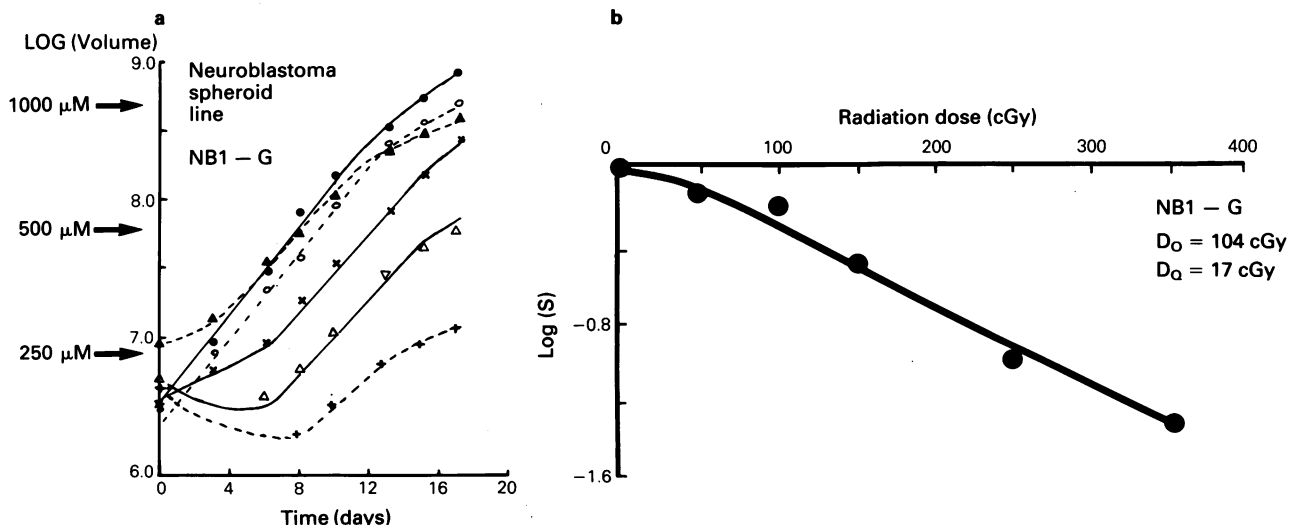 a
LOG (Volume)
9.0
Neuroblastoma
spheroid
line
1000 µM
NB1 – G
8.0
500 µM
7.0
250 µM
6.0
0 4 8 12 16 20
Time (days)
b
Radiation dose (cGy)
0 100 200 300 400
NB1 – G
D₀ = 104 cGy
D_Q = 17 cGy
Log (S)
–0.8
–1.6